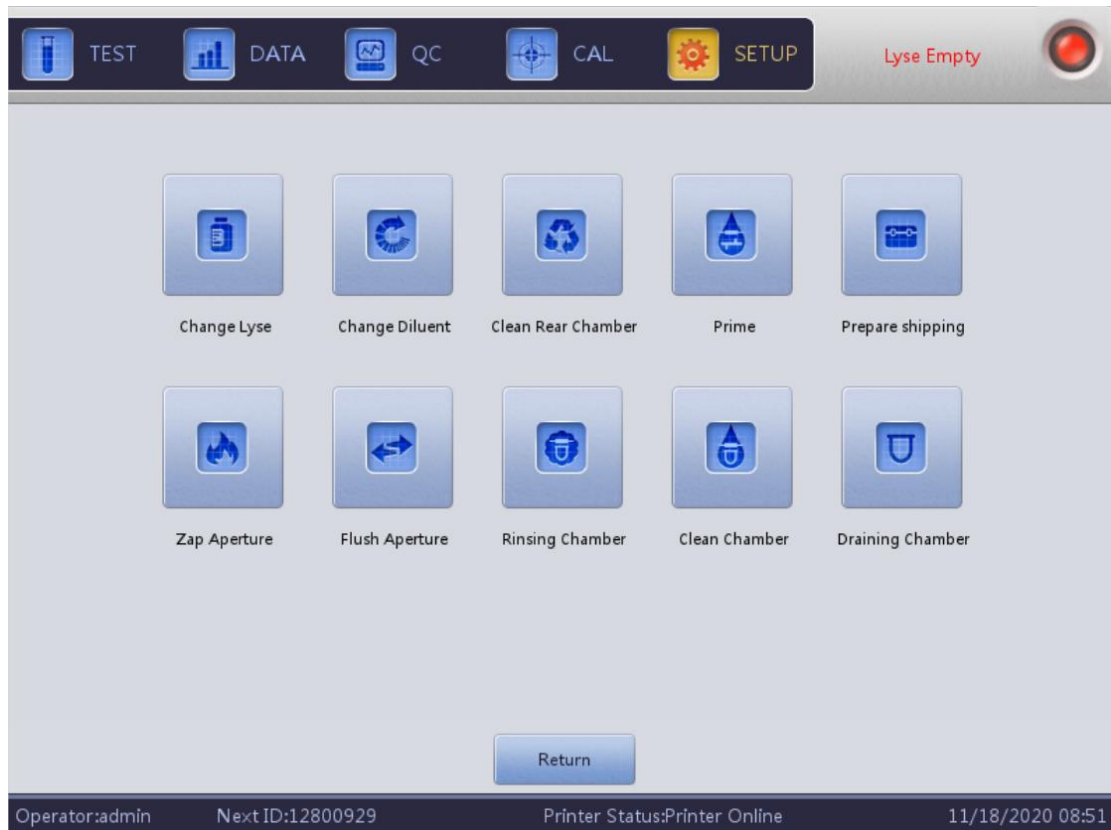 TEST DATA QC CAL SETUP Lyse Empty
Change Lyse Change Diluent Clean Rear Chamber Prime Prepare shipping
Zap Aperture Flush Aperture Rinsing Chamber Clean Chamber Draining Chamber
Return
Operator:admin Next ID:12800929 Printer Status:Printer Online 11/18/2020 08:51